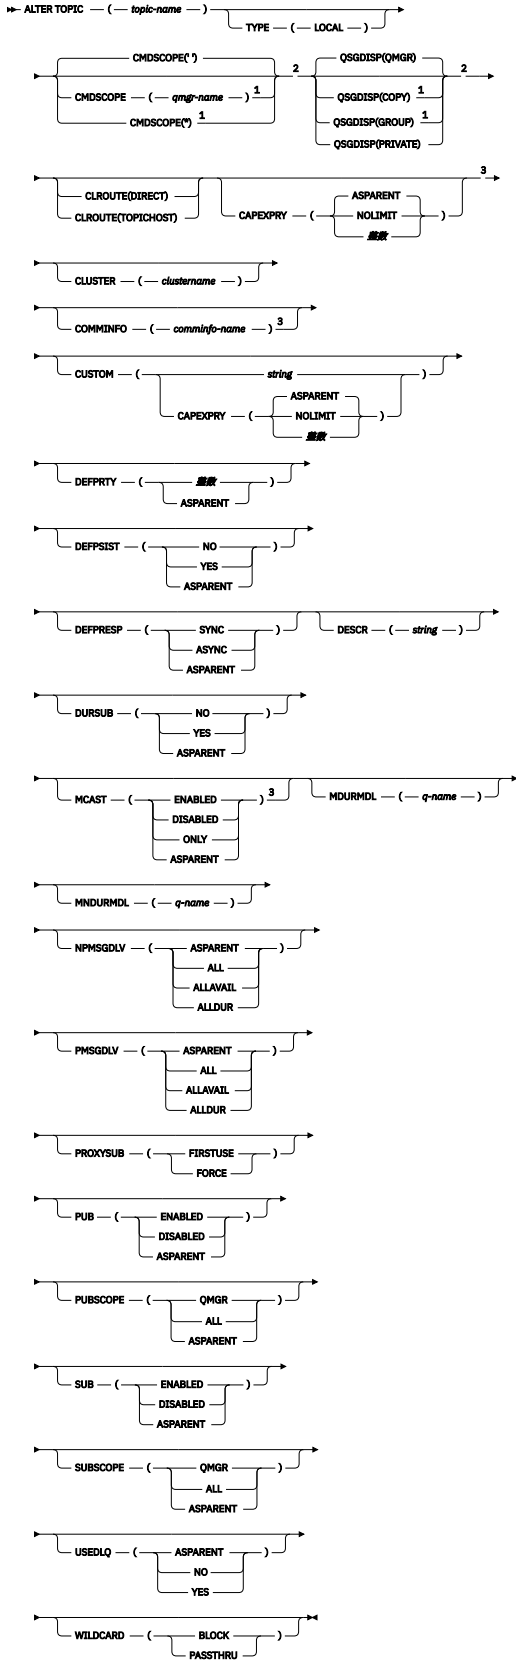 ALTER TOPIC ( topic-name )
TYPE ( LOCAL )
CMDSCOPE(' ')
CMDSCOPE ( qmgr-name ) 1
CMDSCOPE(*) 1
2
QSGDISP(QMGR)
QSGDISP(COPY) 1
QSGDISP(GROUP) 1
QSGDISP(PRIVATE)
2
CLROUTE(DIRECT)
CLROUTE(TOPICHOST)
CAPEXPRY ( ASPARENT
NOLIMIT )
整数
3
CLUSTER ( clustername )
COMMINFO ( comminfo-name ) 3
CUSTOM ( string )
CAPEXPRY ( ASPARENT
NOLIMIT )
整数
DEFPRTY ( 整数 )
ASPARENT
DEFPSIST ( NO )
YES
ASPARENT
DEFPRESP ( SYNC )
ASYNC
ASPARENT
DESCR ( string )
DURSUB ( NO )
YES
ASPARENT
MCAST ( ENABLED ) 3
DISABLED
ONLY
ASPARENT
MDURMDL ( q-name )
MNDURMDL ( q-name )
NPMSGDLV ( ASPARENT )
ALL
ALLAVAIL
ALLDUR
PMSGDLV ( ASPARENT )
ALL
ALLAVAIL
ALLDUR
PROXYSUB ( FIRSTUSE )
FORCE
PUB ( ENABLED )
DISABLED
ASPARENT
PUBSCOPE ( QMGR )
ALL
ASPARENT
SUB ( ENABLED )
DISABLED
ASPARENT
SUBSCOPE ( QMGR )
ALL
ASPARENT
USEDLQ ( ASPARENT )
NO
YES
WILDCARD ( BLOCK )
PASSTHRU